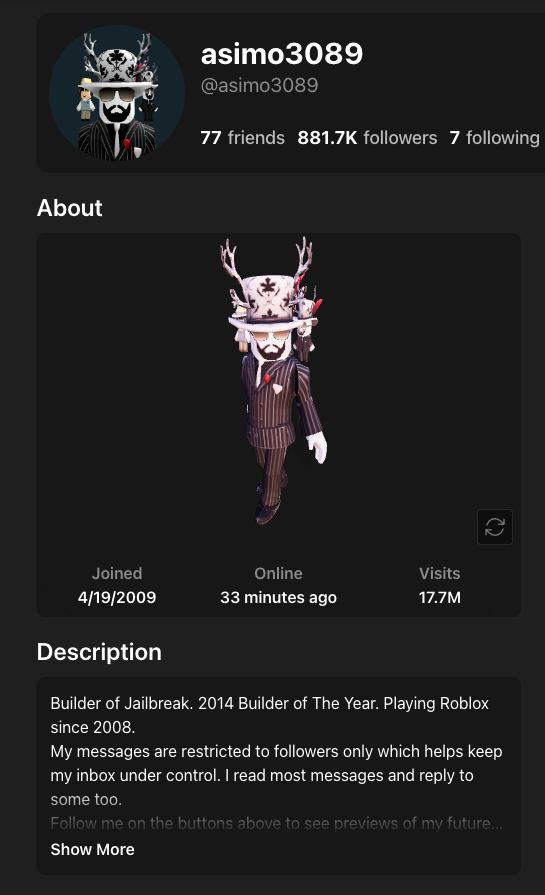 asimo3089
@asimo3089
77 friends 881.7K followers 7 following
About
Joined Online Visits
4/19/2009 33 minutes ago 17.7M
Description
Builder of Jailbreak. 2014 Builder of The Year. Playing Roblox
since 2008.
My messages are restricted to followers only which helps keep
my inbox under control. I read most messages and reply to
some too.
Follow me on the buttons above to see previews of my future...
Show More